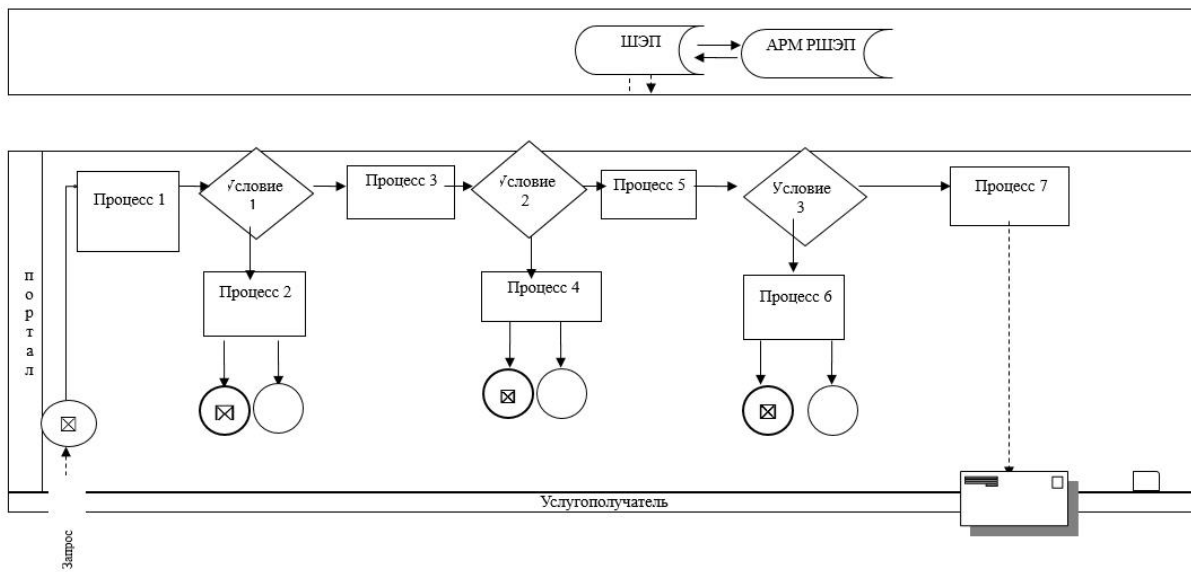 ШЭП
АРМ РШЭП
Процесс 1
Условие
1
Процесс 3
Условие
2
Процесс 5
Условие
3
Процесс 7
Процесс 2
Процесс 4
Процесс 6
портал
Услугополучатель
Запрос